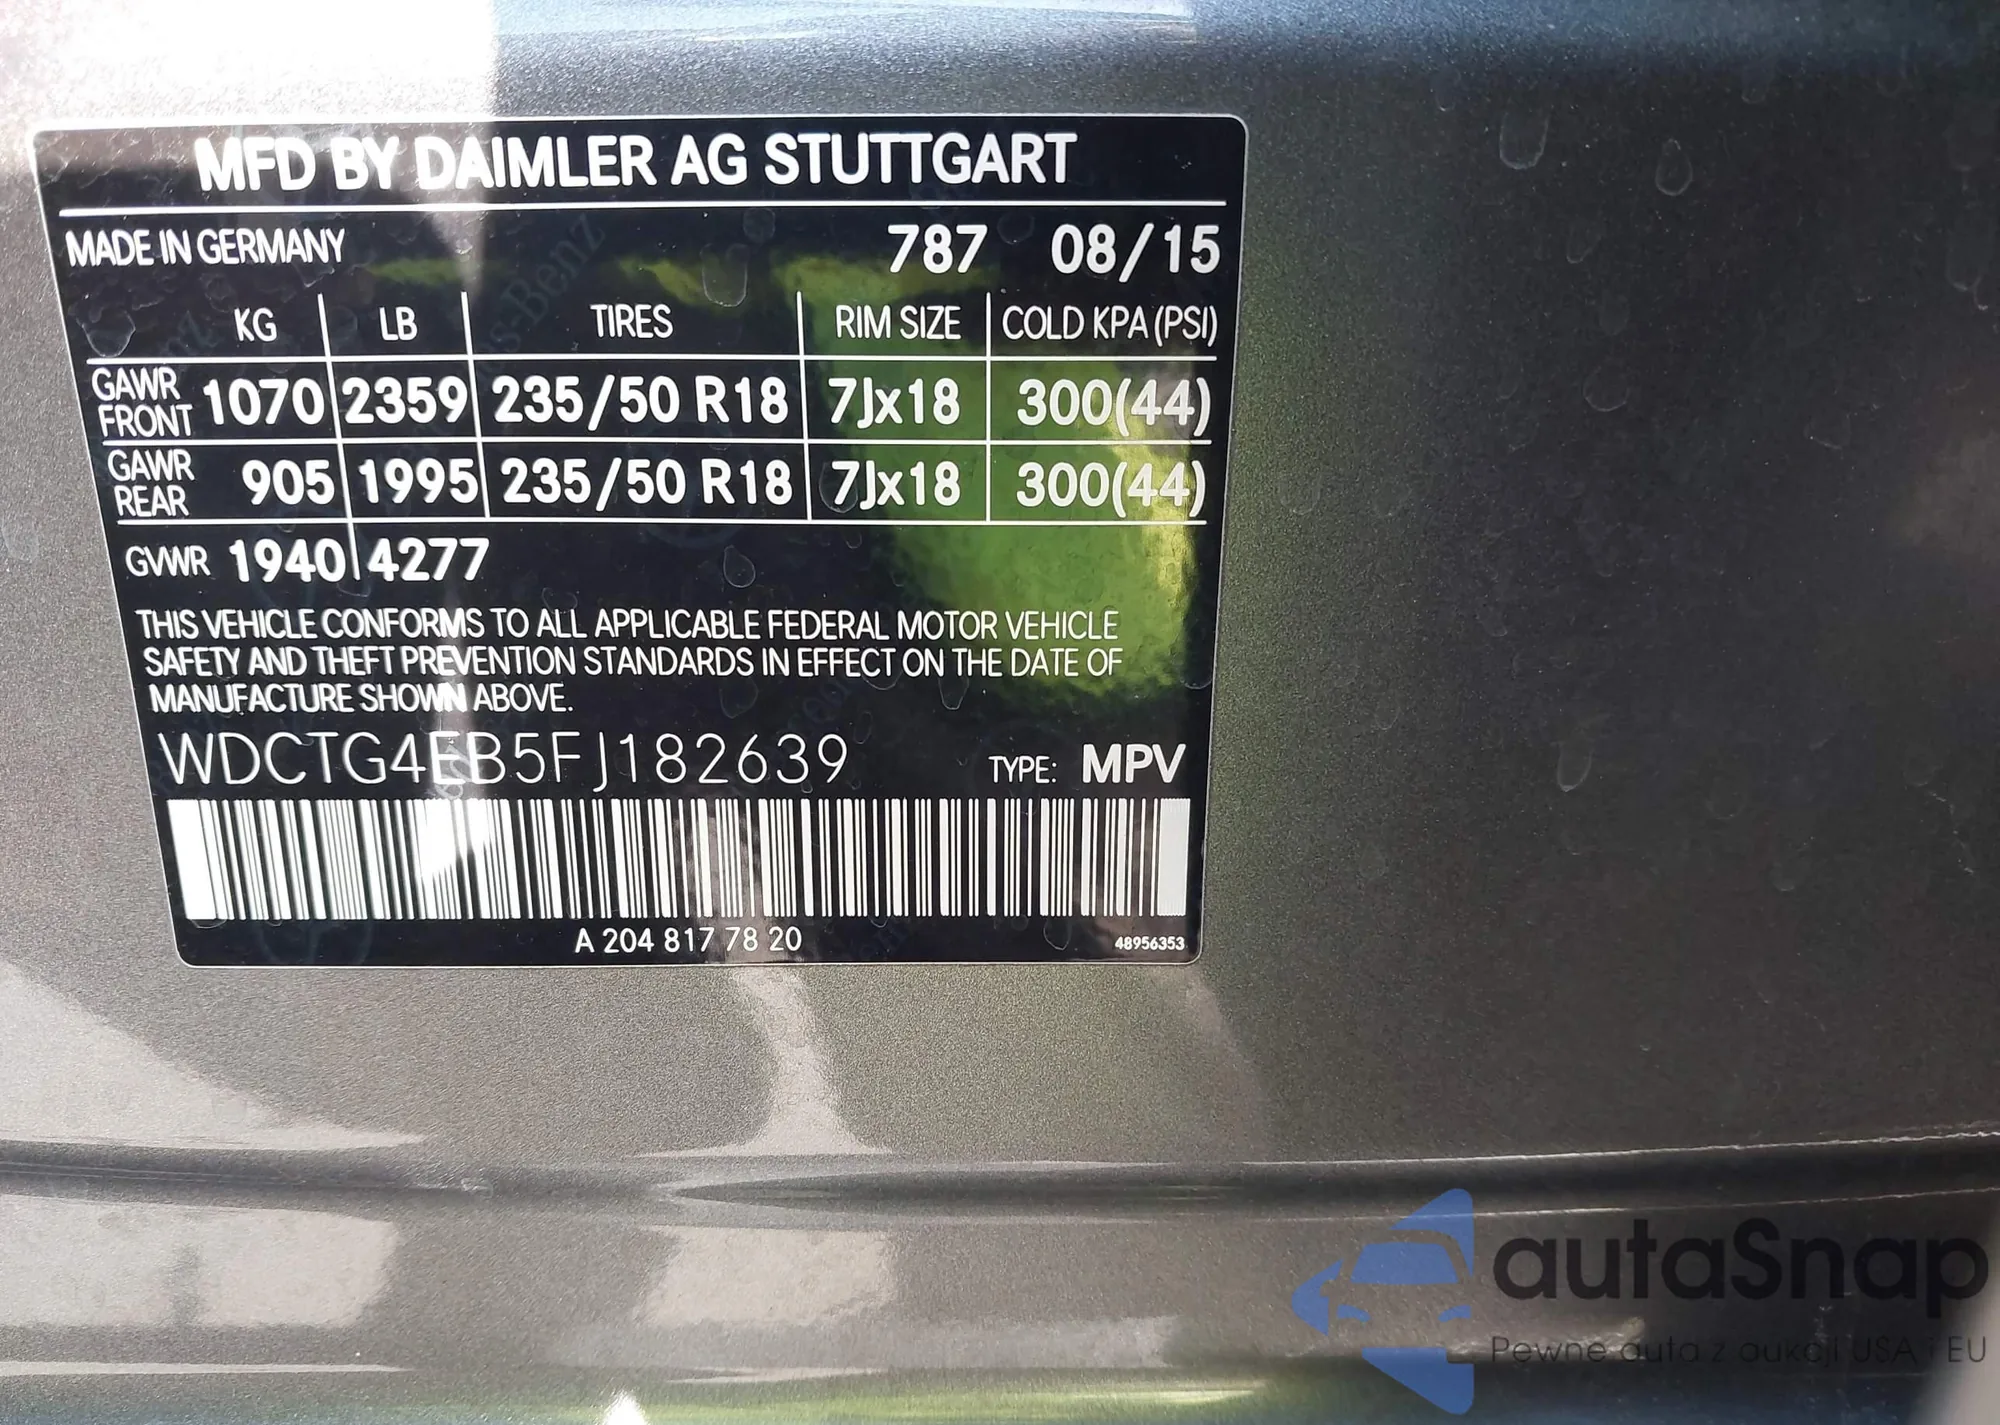 MFD BY DAIMLER AG STUTTGART
MADE IN GERMANY 787 08/15
KG LB TIRES RIM SIZE COLD KPA (PSI)
GAWR FRONT 1070 2359 235/50 R18 7Jx18 300(44)
GAWR REAR 905 1995 235/50 R18 7Jx18 300(44)
GVWR 1940 4277
THIS VEHICLE CONFORMS TO ALL APPLICABLE FEDERAL MOTOR VEHICLE
SAFETY AND THEFT PREVENTION STANDARDS IN EFFECT ON THE DATE OF
MANUFACTURE SHOWN ABOVE.
WDCTG4EB5FJ182639 TYPE: MPV
A 204 817 78 20 48956353
autaSnap
Pewne auta z aukcji USA i EU